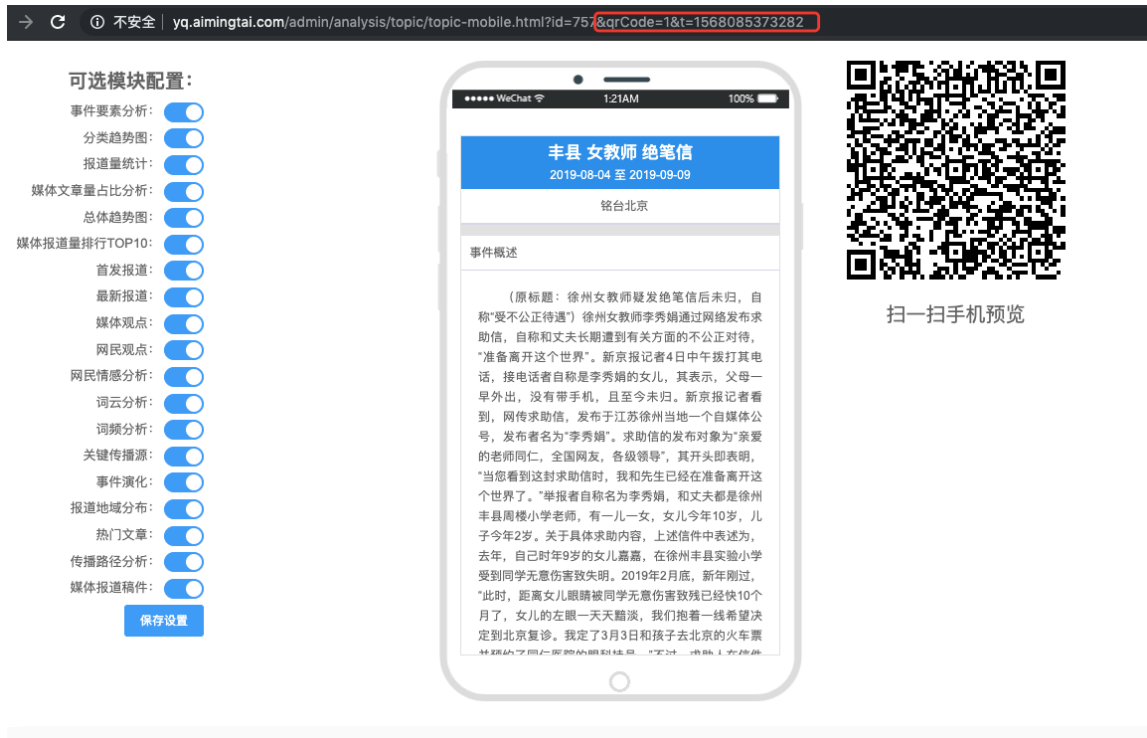 不安全 yq.aimingtai.com/admin/analysis/topic/topic-mobile.html?id=757&qrCode=1&t=1568085373282
可选模块配置：
事件要素分析：
分类趋势图：
报道量统计：
媒体文章量占比分析：
总体趋势图：
媒体报道量排行TOP10：
首发报道：
最新报道：
媒体观点：
网民观点：
网民情感分析：
词云分析：
词频分析：
关键传播源：
事件演化：
报道地域分布：
热门文章：
传播路径分析：
媒体报道稿件：
保存设置
WeChat 1:21AM 100%
丰县 女教师 绝笔信
2019-08-04 至 2019-09-09
铭台北京
事件概述
（原标题：徐州女教师疑发绝笔信后未归，自
称“受不公正待遇”）徐州女教师李秀娟通过网络发布求
助信，自称和丈夫长期遭到有关方面的不公正对待，
“准备离开这个世界”。新京报记者4日中午拨打其电
话，接电话者自称是李秀娟的女儿，其表示，父母一
早外出，没有带手机，且至今未归。新京报记者看
到，网传求助信，发布于江苏徐州当地一个自媒体公
号，发布者名为“李秀娟”。求助信的发布对象为“亲爱
的老师同仁，全国网友，各级领导”，其开头即表明，
“当您看到这封求助信时，我和先生已经在准备离开这
个世界了。”举报者自称名为李秀娟，和丈夫都是徐州
丰县周楼小学老师，有一儿一女，女儿今年10岁，儿
子今年2岁。关于具体求助内容，上述信件中表述为，
去年，自己时年9岁的女儿嘉嘉，在徐州丰县实验小学
受到同学无意伤害致失明。2019年2月底，新年刚过，
“此时，距离女儿眼睛被同学无意伤害致残已经快10个
月了，女儿的左眼一天天黯淡，我们抱着一线希望决
定到北京复诊。我定了3月3日和孩子去北京的火车票
扫一扫手机预览